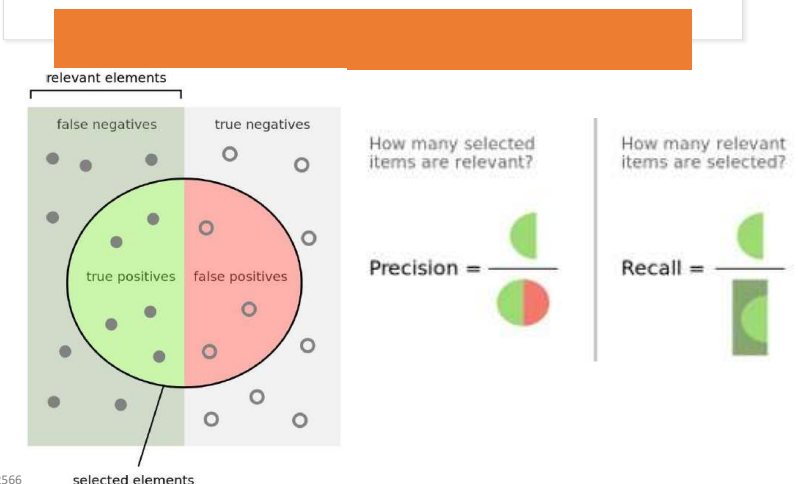 relevant elements
false negatives
true negatives
true positives
false positives
selected elements
How many selected
items are relevant?
Precision =
How many relevant
items are selected?
Recall =